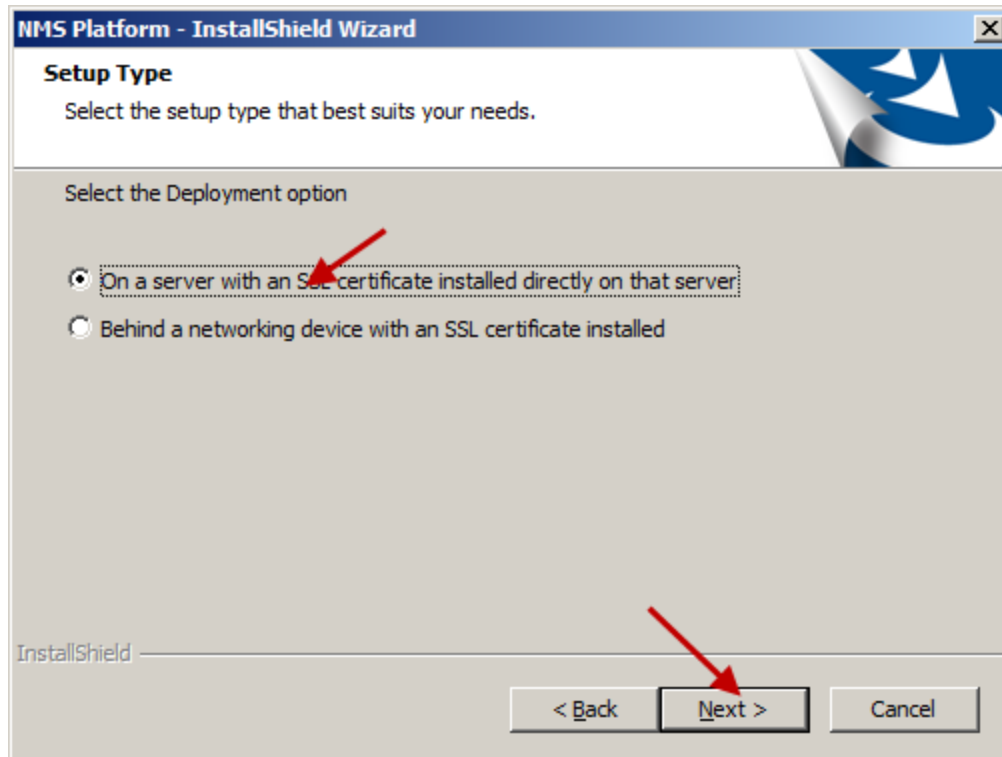 NMS Platform - InstallShield Wizard
Setup Type
Select the setup type that best suits your needs.
Select the Deployment option
On a server with an SSL certificate installed directly on that server
Behind a networking device with an SSL certificate installed
InstallShield
< Back Next > Cancel